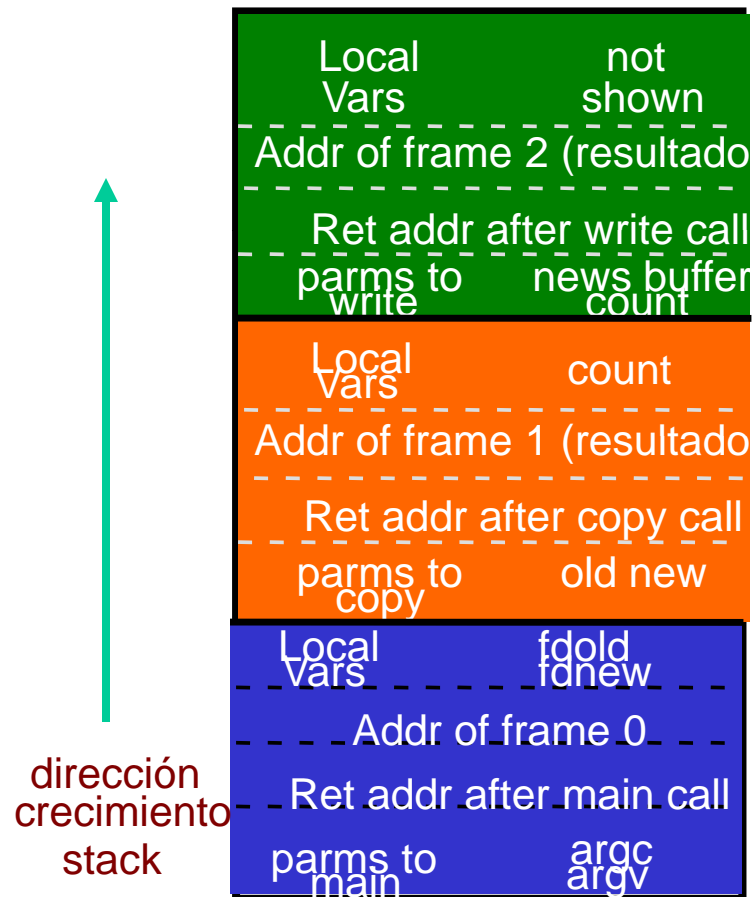 Local not
Vars shown
Addr of frame 2 (resultado
Ret addr after write call
parms to news buffer
write count
Local
Vars count
Addr of frame 1 (resultado
Ret addr after copy call
parms to old new
copy
Local fdold
Vars fdnew
Addr of frame 0
Ret addr after main call
parms to argc
main argv
dirección
crecimiento
stack